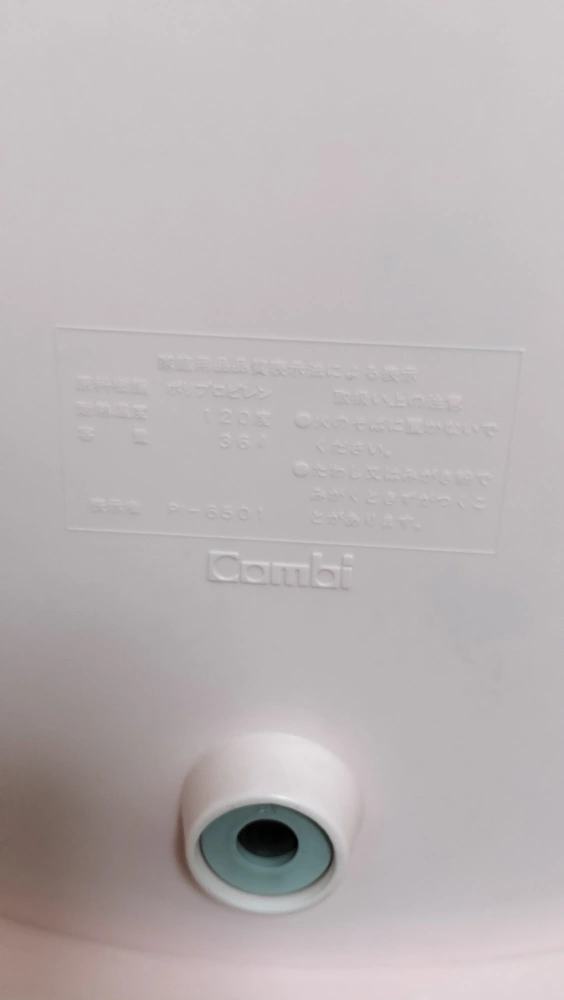 家庭用品品質表示法による表示
原料樹脂 ポリプロピレン
耐熱温度 120度
容量 36ℓ
表示者 Pl-6501
取扱い上の注意
●火のそばに置かないで
ください。
●たわし又はみがき粉で
みがくときずがつくこ
とがあります。
Combi